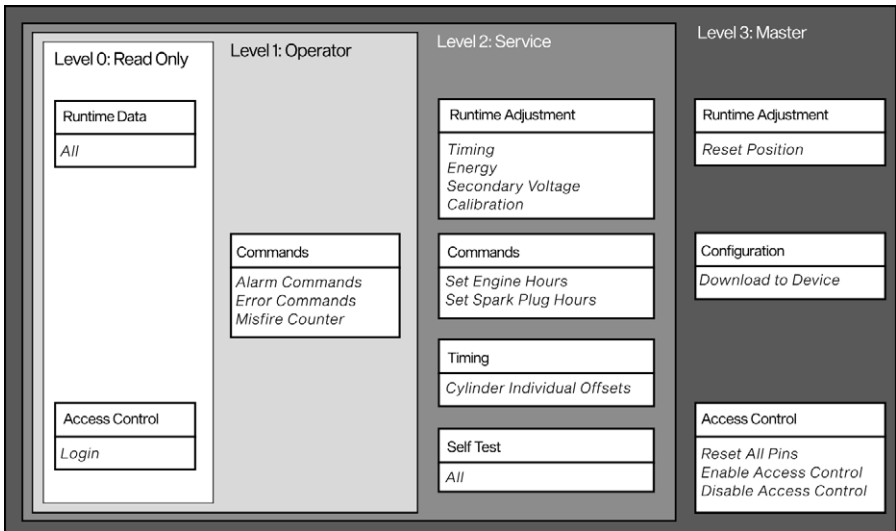 Level 0: Read Only
Runtime Data
All
Access Control
Login
Level 1: Operator
Commands
Alarm Commands
Error Commands
Misfire Counter
Level 2: Service
Runtime Adjustment
Timing
Energy
Secondary Voltage
Calibration
Commands
Set Engine Hours
Set Spark Plug Hours
Timing
Cylinder Individual Offsets
Self Test
All
Level 3: Master
Runtime Adjustment
Reset Position
Configuration
Download to Device
Access Control
Reset All Pins
Enable Access Control
Disable Access Control